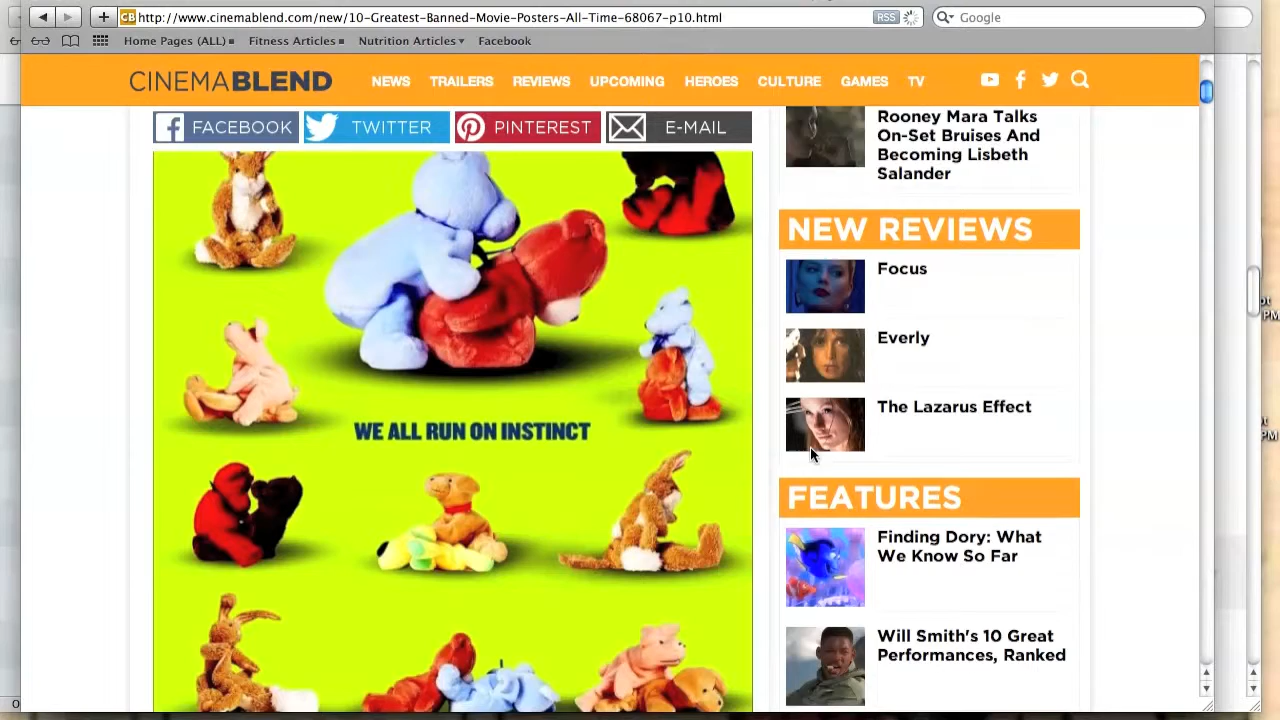 http://www.cinemablend.com/new/10-Greatest-Banned-Movie-Posters-All-Time-68067-p10.html
RSS
Google
Home Pages (ALL)
Fitness Articles
Nutrition Articles
Facebook
CINEMABLEND
NEWS
TRAILERS
REVIEWS
UPCOMING
HEROES
CULTURE
GAMES
TV
FACEBOOK
TWITTER
PINTEREST
E-MAIL
WE ALL RUN ON INSTINCT
Rooney Mara Talks
On-Set Bruises And
Becoming Lisbeth
Salander
NEW REVIEWS
Focus
Everly
The Lazarus Effect
FEATURES
Finding Dory: What
We Know So Far
Will Smith's 10 Great
Performances, Ranked
PM
PM